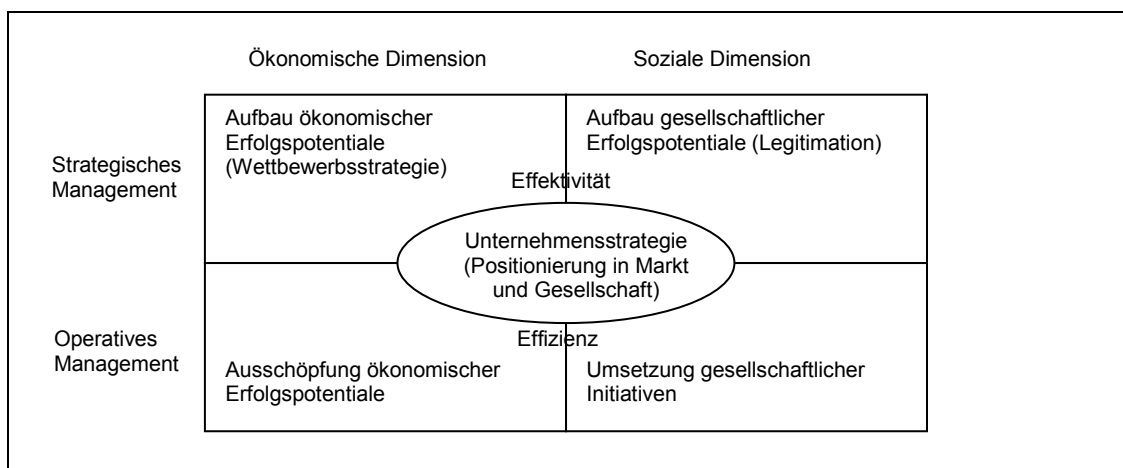 Ökonomische Dimension
Soziale Dimension
Strategisches
Management
Aufbau ökonomischer
Erfolgspotentiale
(Wettbewerbsstrategie)
Aufbau gesellschaftlicher
Erfolgspotentiale (Legitimation)
Effektivität
Unternehmensstrategie
(Positionierung in Markt
und Gesellschaft)
Effizienz
Operatives
Management
Ausschöpfung ökonomischer
Erfolgspotentiale
Umsetzung gesellschaftlicher
Initiativen